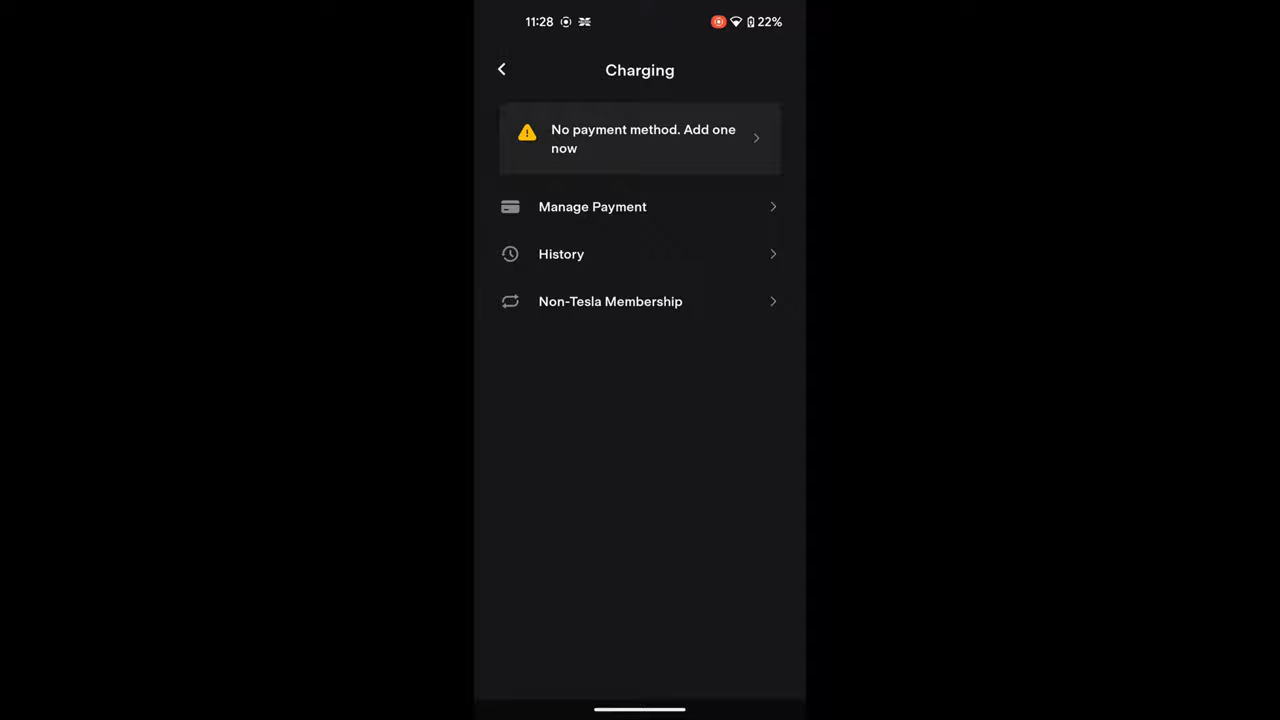 11:28
22%
Charging
No payment method. Add one
now
Manage Payment
History
Non-Tesla Membership